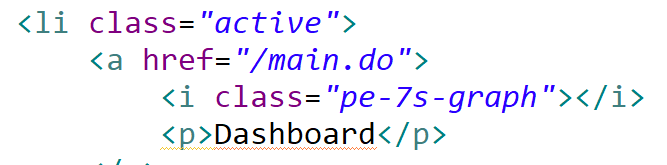 <li class="active">
<a href="/main.do">
<i class="pe-7s-graph"></i>
<p>Dashboard</p>